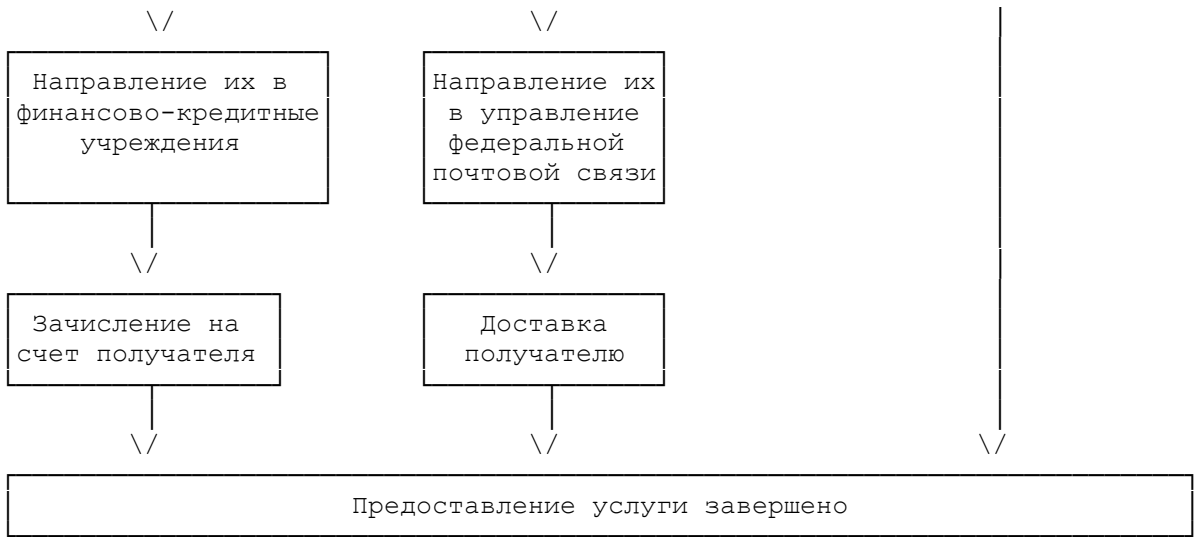 Направление их в
финансово-кредитные
учреждения
Направление их
в управление
федеральной
почтовой связи
Зачисление на
счет получателя
Доставка
получателю
Предоставление услуги завершено